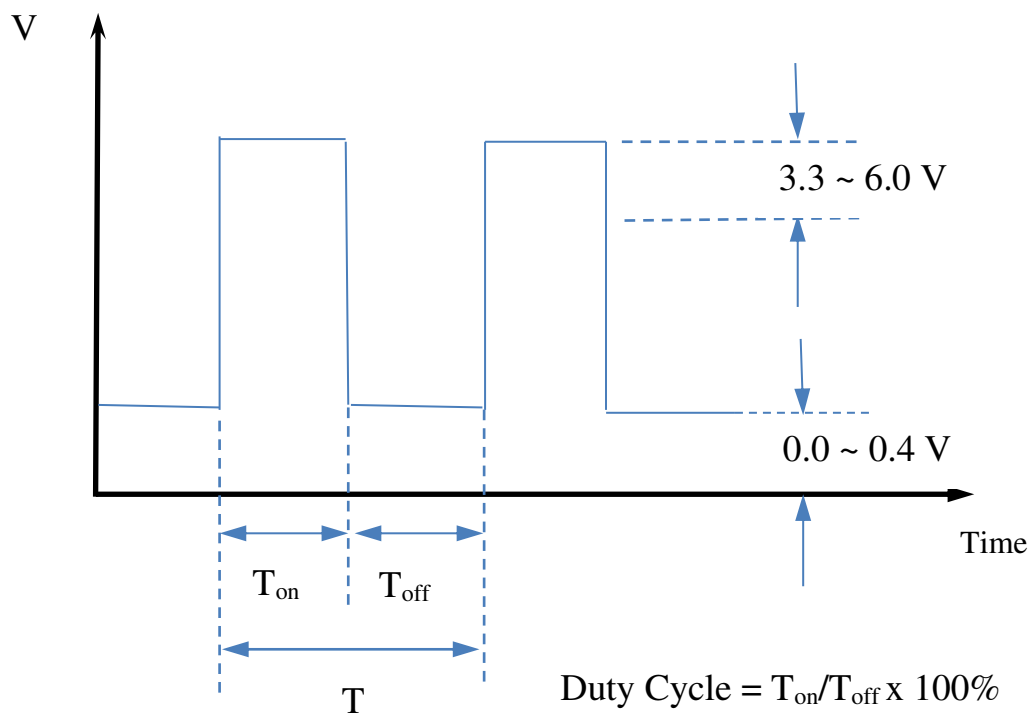 V
3.3 ~ 6.0 V
0.0 ~ 0.4 V
Time
Ton
Toff
T
Duty Cycle = Ton/Toff x 100%